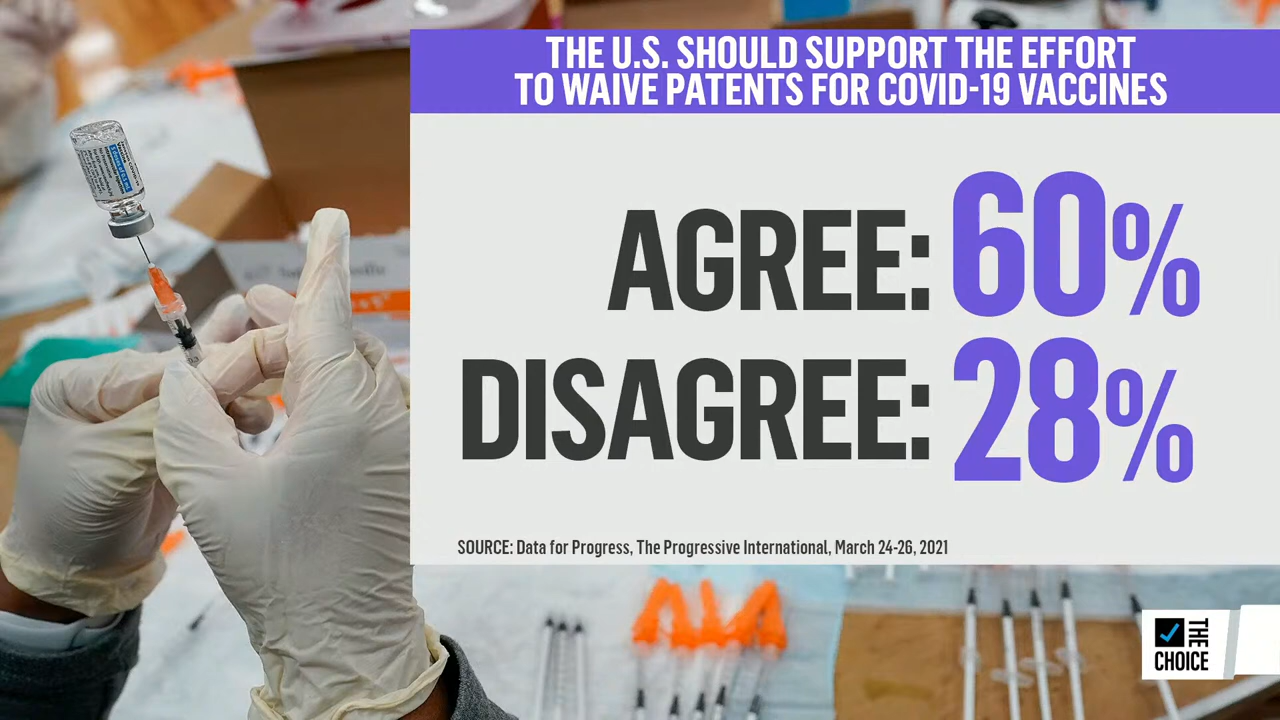 THE U.S. SHOULD SUPPORT THE EFFORT
TO WAIVE PATENTS FOR COVID-19 VACCINES
AGREE: 60%
DISAGREE: 28%
SOURCE: Data for Progress, The Progressive International, March 24-26, 2021
THE
CHOICE